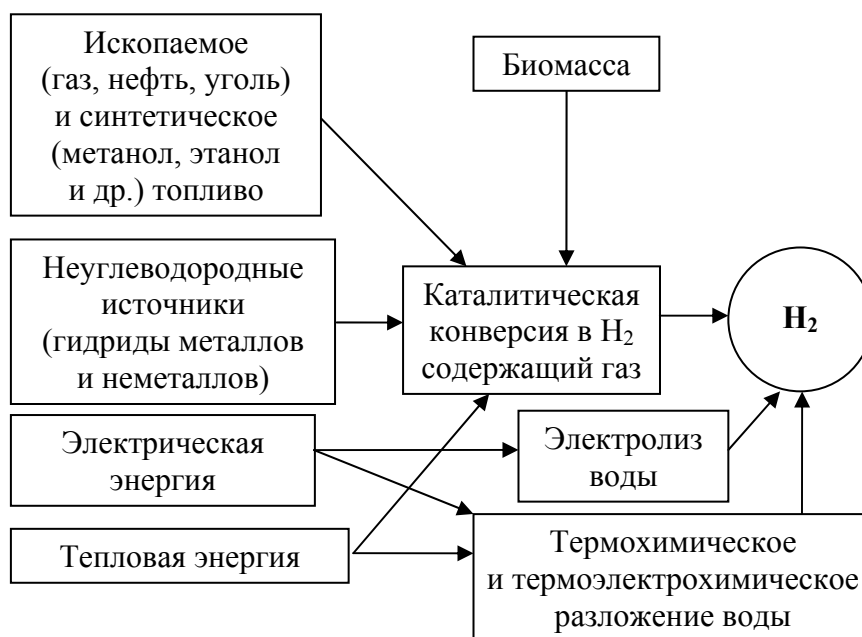 Ископаемое
(газ, нефть, уголь)
и синтетическое
(метанол, этанол
и др.) топливо
Биомасса
Неуглеводородные
источники
(гидриды металлов
и неметаллов)
Каталитическая
конверсия в H₂
содержащий газ
H₂
Электрическая
энергия
Электролиз
воды
Тепловая энергия
Термохимическое
и термоэлектрохимическое
разложение воды